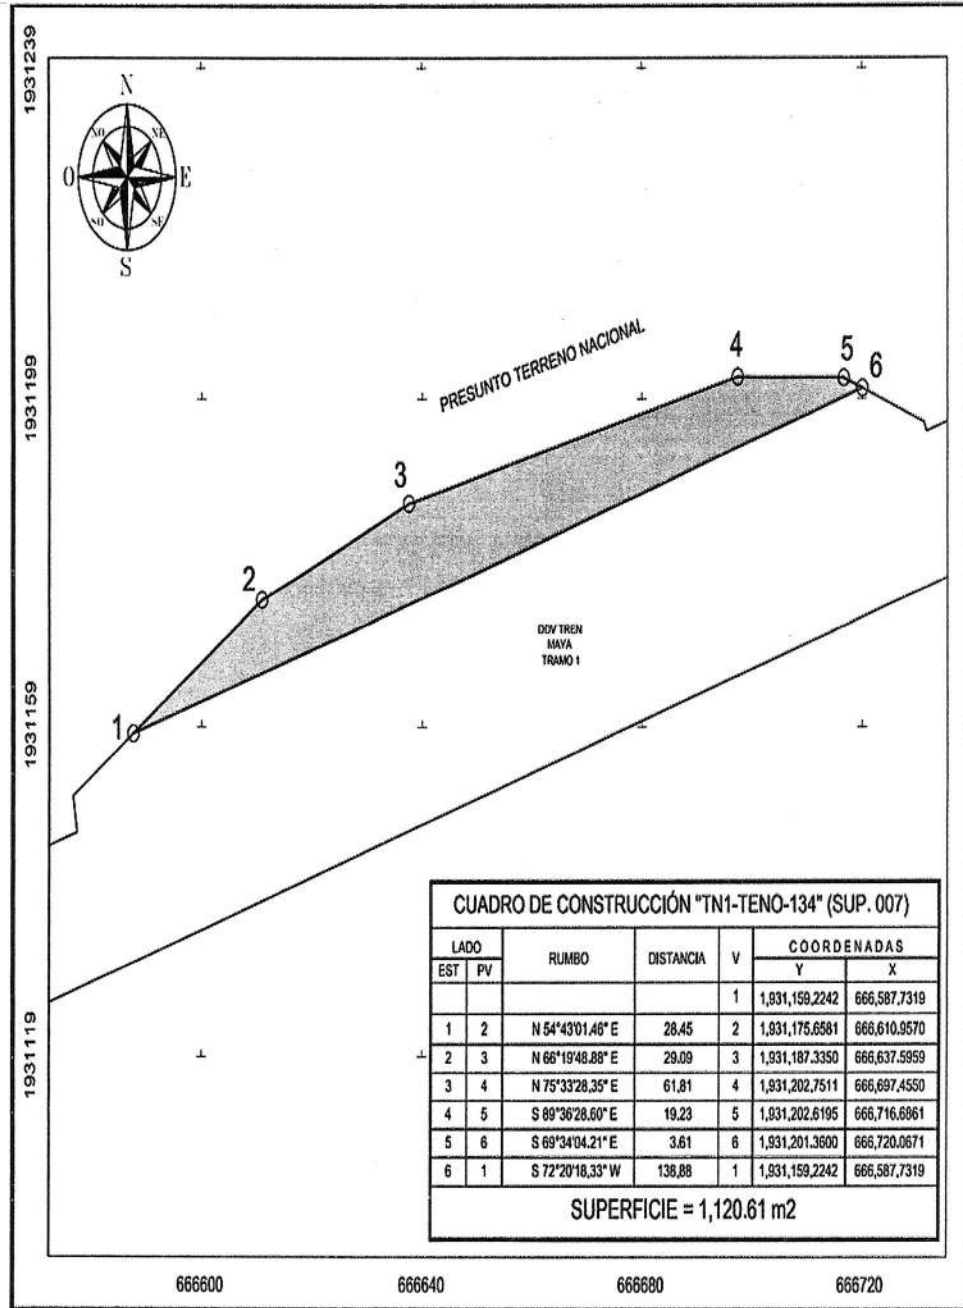 1931239
N
NO
NE
O
E
SO
SE
S
PRESUNTO TERRENO NACIONAL
4
5
6
1931199
3
2
DDV TREN
MAYA
TRAMO 1
1
1931159
1931119
CUADRO DE CONSTRUCCIÓN "TN1-TENO-134" (SUP. 007)
LADO RUMBO DISTANCIA V COORDENADAS
EST PV Y X
1 1,931,159.2242 666,587.7319
1 2 N 54°43'01.46" E 28.45 2 1,931,175.6581 666,610.9570
2 3 N 66°19'48.88" E 29.09 3 1,931,187.3350 666,637.5959
3 4 N 75°33'28.35" E 61.81 4 1,931,202.7511 666,697.4550
4 5 S 89°36'28.60" E 19.23 5 1,931,202.6195 666,716.6861
5 6 S 69°34'04.21" E 3.61 6 1,931,201.3600 666,720.0671
6 1 S 72°20'18.33" W 138.88 1 1,931,159.2242 666,587.7319
SUPERFICIE = 1,120.61 m2
666600 666640 666680 666720